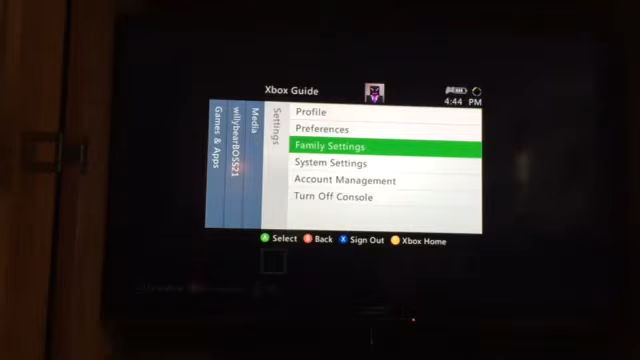 Xbox Guide
4:44 PM
Games & Apps
willybearBOSS21
Media
Settings
Profile
Preferences
Family Settings
System Settings
Account Management
Turn Off Console
A Select B Back X Sign Out Y Xbox Home